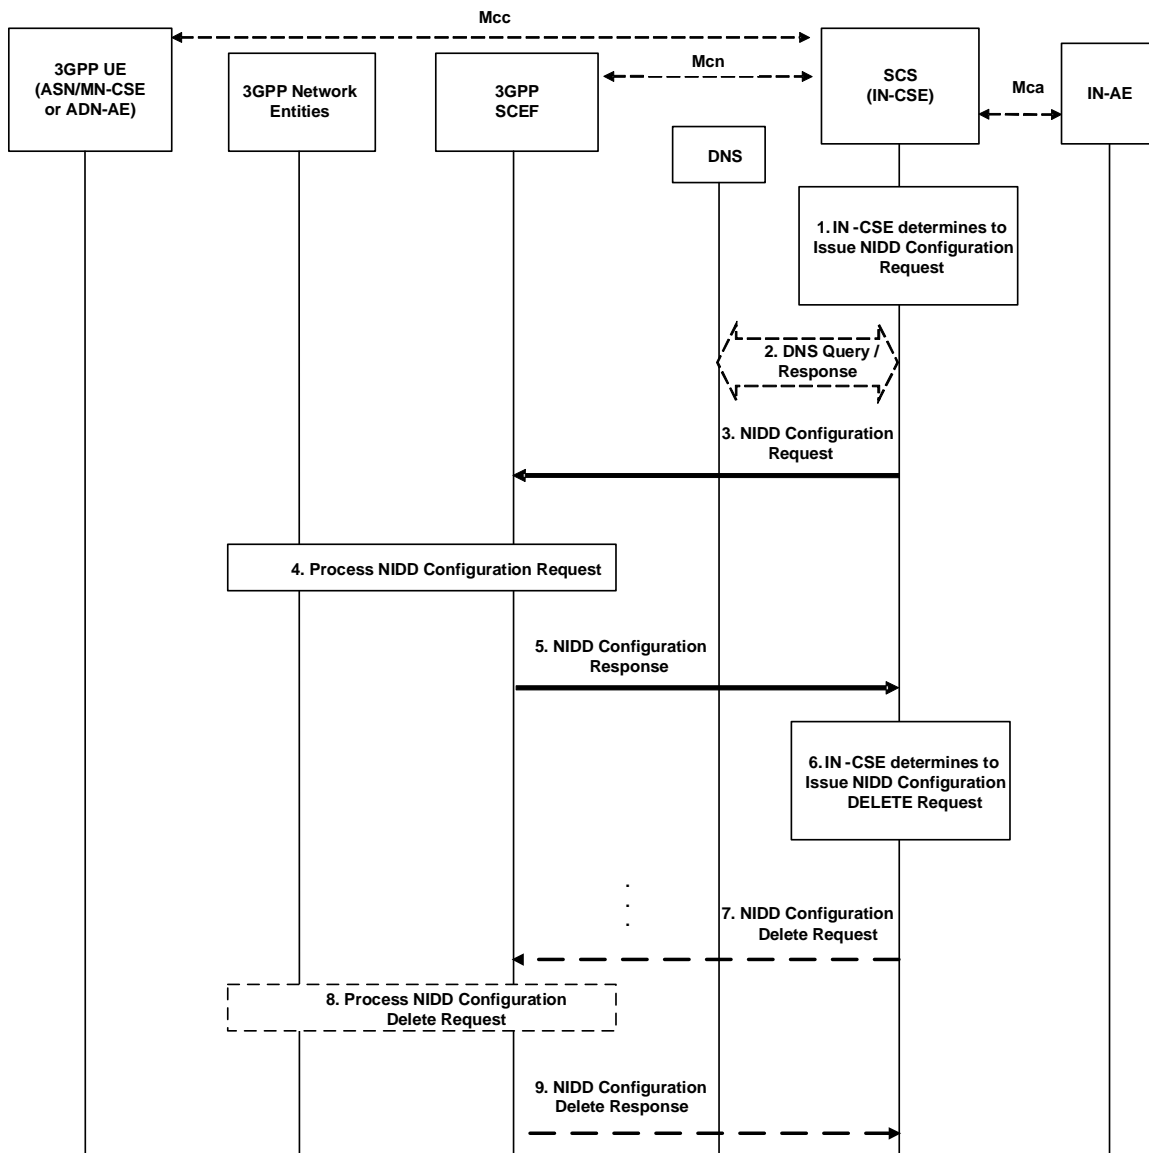 Mcc
3GPP UE
(ASN/MN-CSE
or ADN-AE)
3GPP Network
Entities
3GPP
SCEF
Mcn
SCS
(IN-CSE)
Mca
IN-AE
DNS
1. IN -CSE determines to
Issue NIDD Configuration
Request
2. DNS Query /
Response
3. NIDD Configuration
Request
4. Process NIDD Configuration Request
5. NIDD Configuration
Response
6. IN -CSE determines to
Issue NIDD Configuration
DELETE Request
.
.
.
7. NIDD Configuration
Delete Request
8. Process NIDD Configuration
Delete Request
9. NIDD Configuration
Delete Response